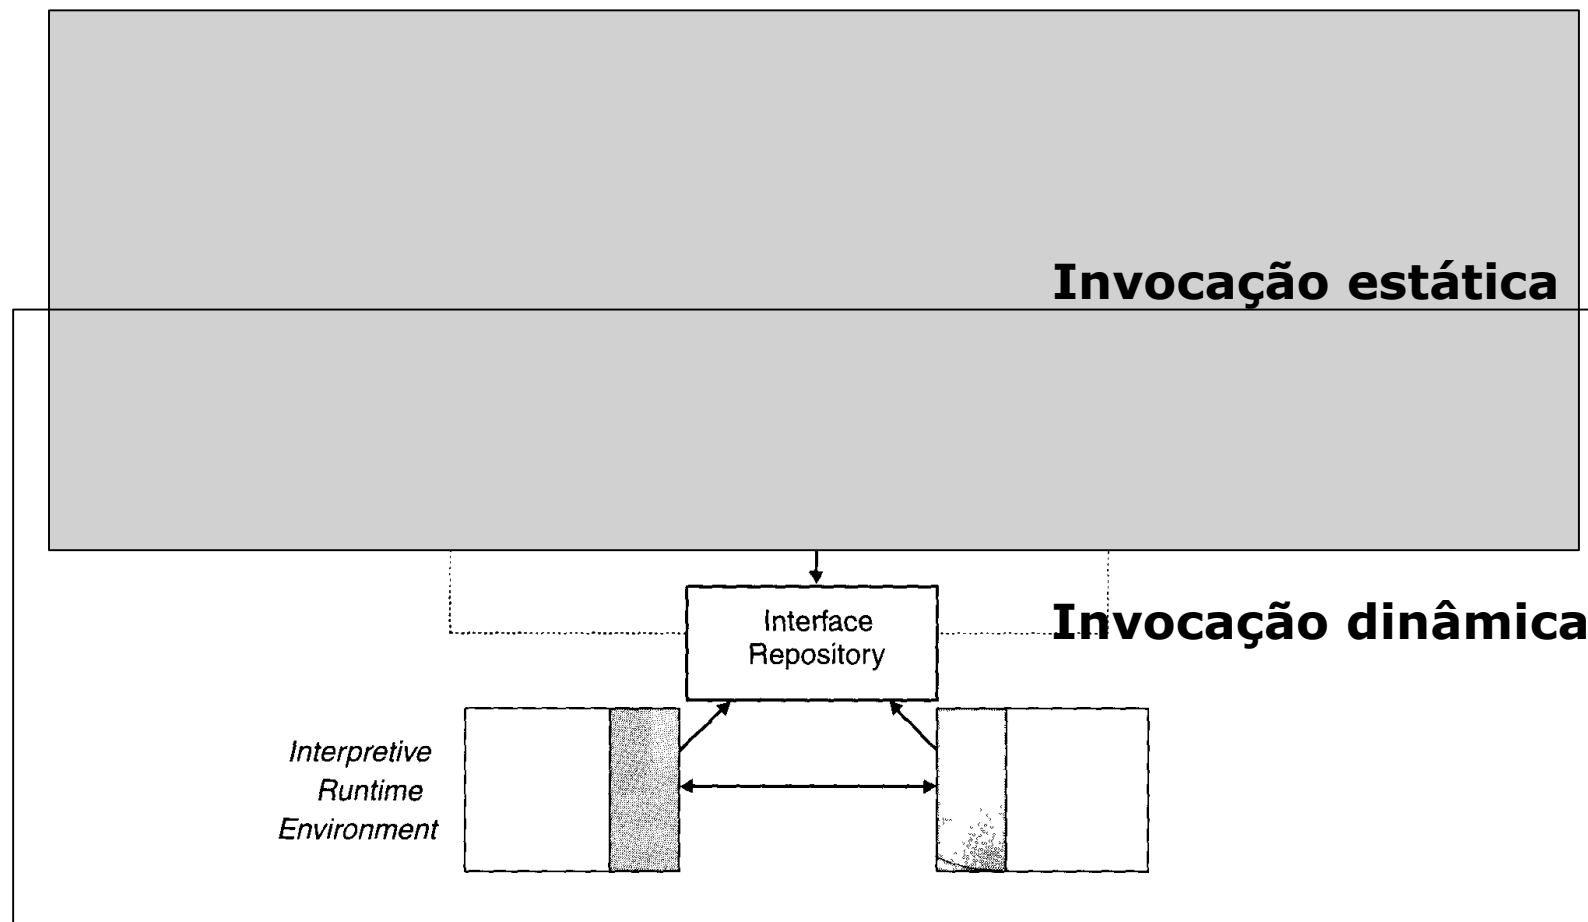 Invocação estática
Interface
Repository
Invocação dinâmica
Interpretive
Runtime
Environment